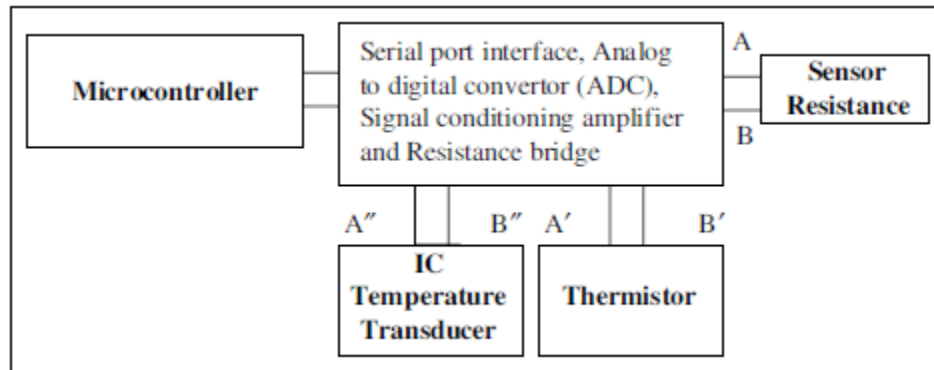 Microcontroller
Serial port interface, Analog
to digital convertor (ADC),
Signal conditioning amplifier
and Resistance bridge
A
B
Sensor
Resistance
A″
B″
A′
B′
IC
Temperature
Transducer
Thermistor